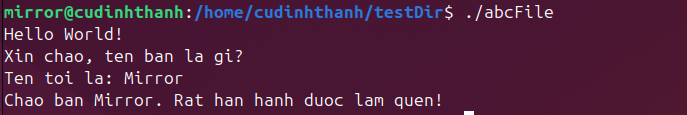 mirror@cudinhthanh:/home/cudinhthanh/testDir$ ./abcFile
Hello World!
Xin chao, ten ban la gi?
Ten toi la: Mirror
Chao ban Mirror. Rat han hanh duoc lam quen!